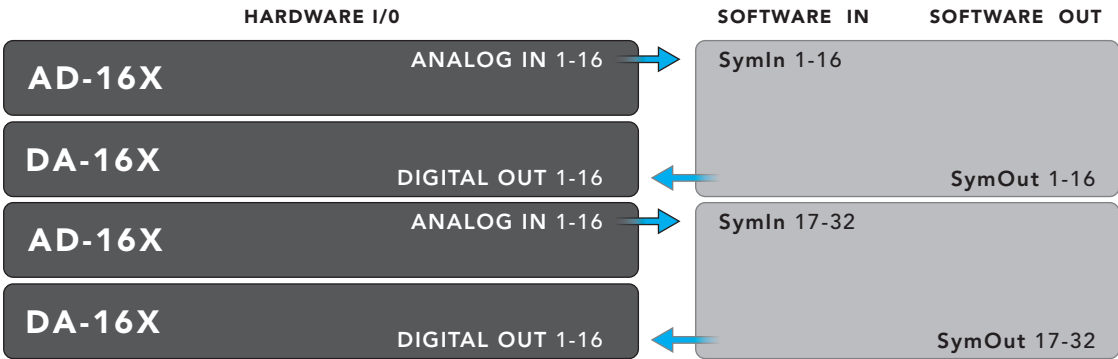 HARDWARE I/0 SOFTWARE IN SOFTWARE OUT
AD-16X ANALOG IN 1-16 SymIn 1-16
DA-16X DIGITAL OUT 1-16 SymOut 1-16
AD-16X ANALOG IN 1-16 SymIn 17-32
DA-16X DIGITAL OUT 1-16 SymOut 17-32